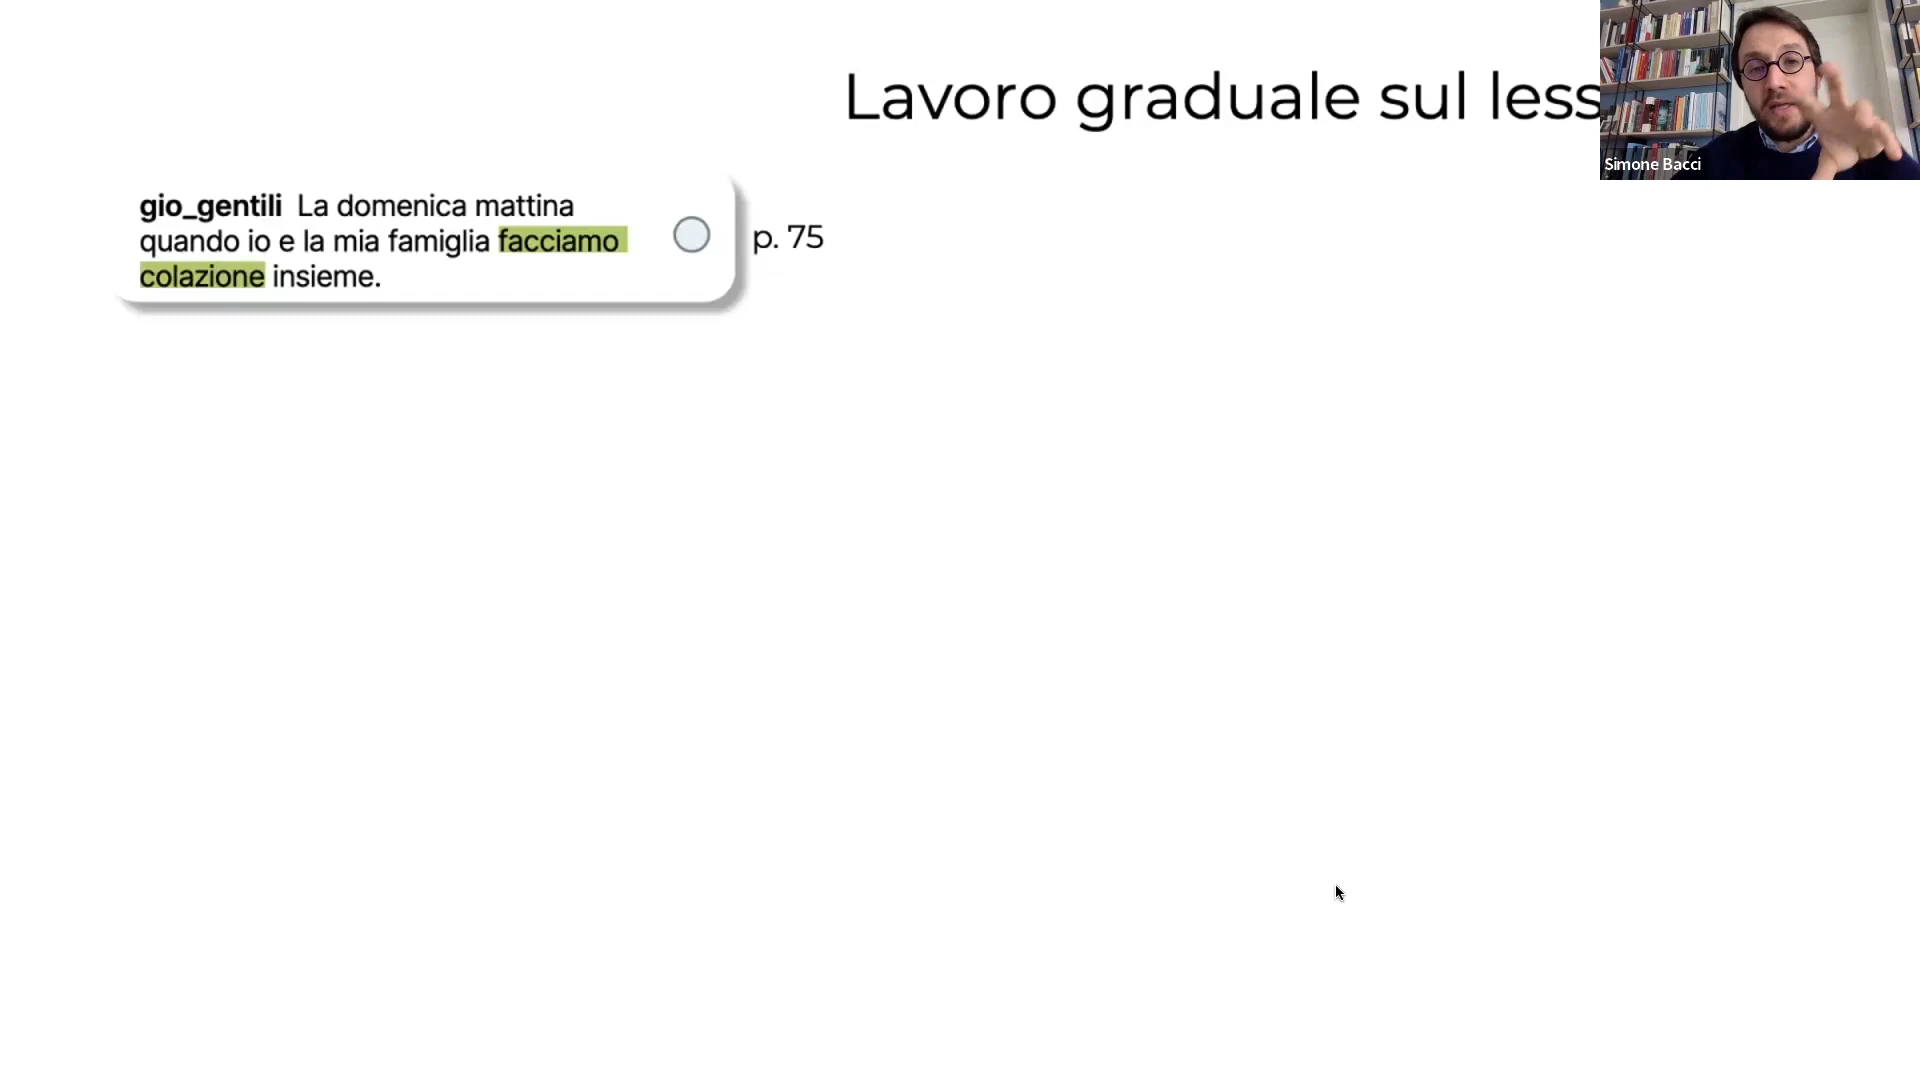 Lavoro graduale sul less
Simone Bacci
gio_gentili La domenica mattina
quando io e la mia famiglia facciamo
colazione insieme.
p. 75